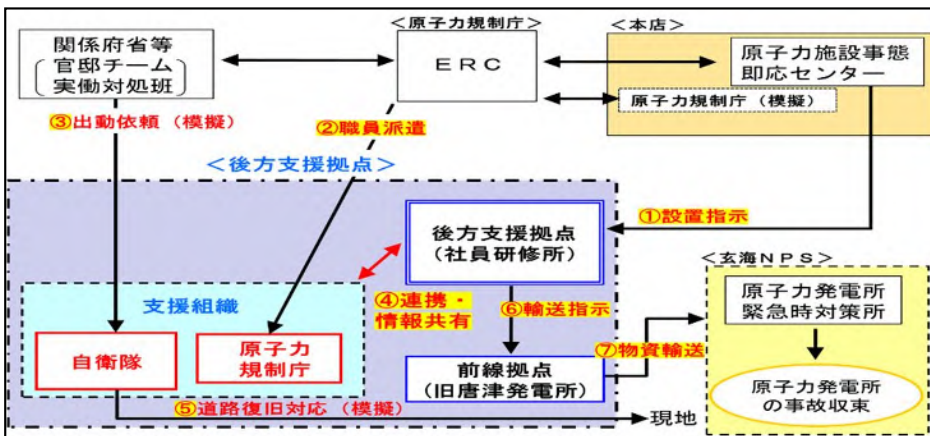 ＜原子力規制庁＞
＜本店＞
関係府省等
官邸チーム
実働対処班
ＥＲＣ
原子力施設事態
即応センター
原子力規制庁（模擬）
③出動依頼（模擬）
②職員派遣
＜後方支援拠点＞
①設置指示
後方支援拠点
（社員研修所）
＜玄海ＮＰＳ＞
支援組織
④連携・
情報共有
⑥輸送指示
原子力発電所
緊急時対策所
自衛隊
原子力
規制庁
⑦物資輸送
前線拠点
（旧唐津発電所）
原子力発電所
の事故収束
⑤道路復旧対応（模擬）
現地